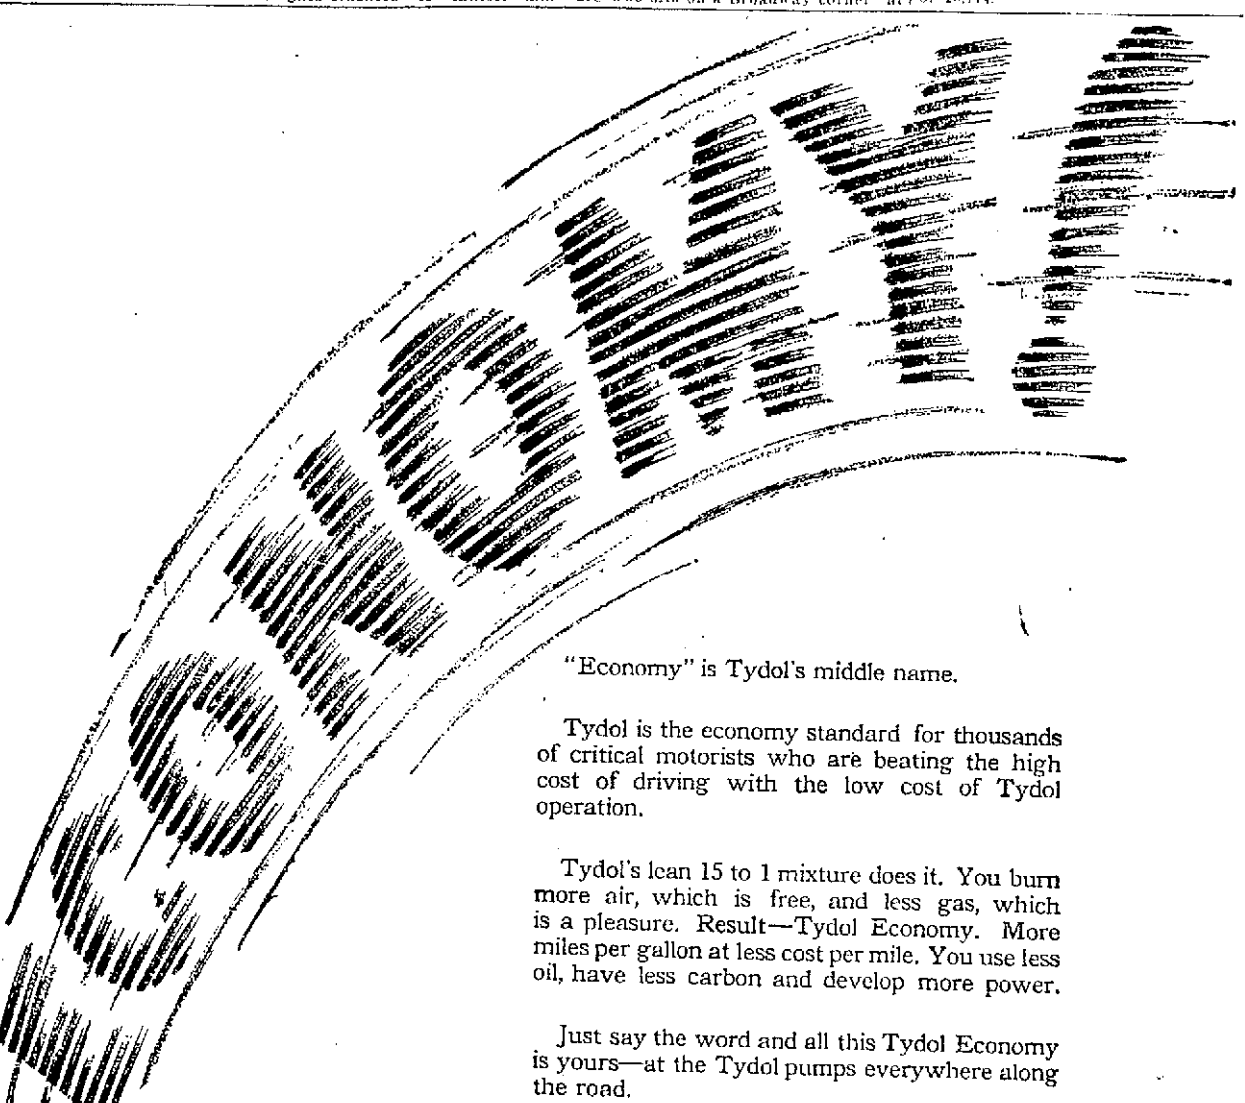 ECONOMY!
"Economy" is Tydol's middle name.
Tydol is the economy standard for thousands
of critical motorists who are beating the high
cost of driving with the low cost of Tydol
operation.
Tydol's lean 15 to 1 mixture does it. You burn
more air, which is free, and less gas, which
is a pleasure. Result—Tydol Economy. More
miles per gallon at less cost per mile. You use less
oil, have less carbon and develop more power.
Just say the word and all this Tydol Economy
is yours—at the Tydol pumps everywhere along
the road.